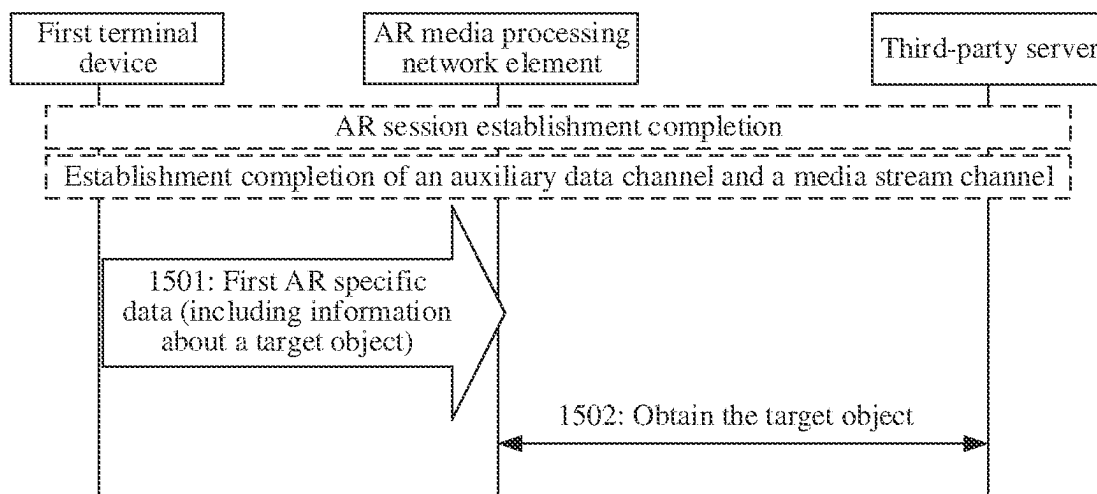 First terminal
device
AR media processing
network element
Third-party server
AR session establishment completion
Establishment completion of an auxiliary data channel and a media stream channel
1501: First AR specific
data (including information
about a target object)
1502: Obtain the target object